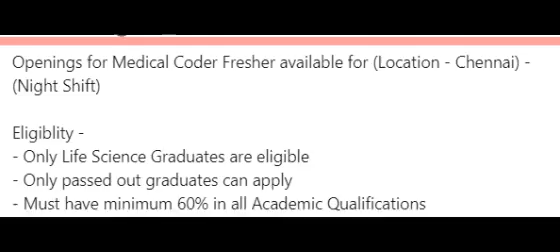 Openings for Medical Coder Fresher available for (Location - Chennai) -
(Night Shift)
Eligiblity -
- Only Life Science Graduates are eligible
- Only passed out graduates can apply
- Must have minimum 60% in all Academic Qualifications